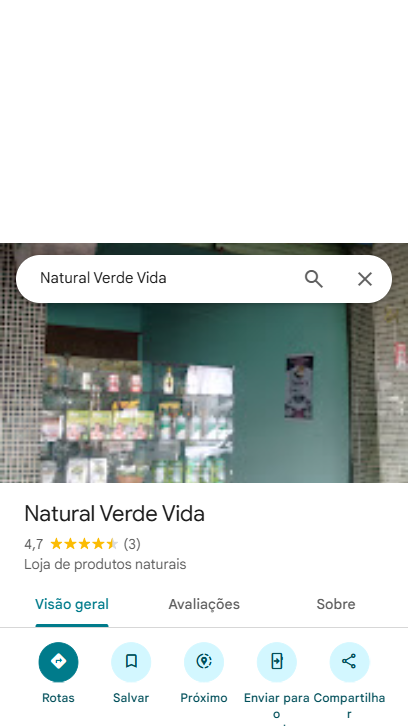 Natural Verde Vida
Natural Verde Vida
4,7 (3)
Loja de produtos naturais
Visão geral Avaliações Sobre
Rotas Salvar Próximo Enviar para o Compartilhar